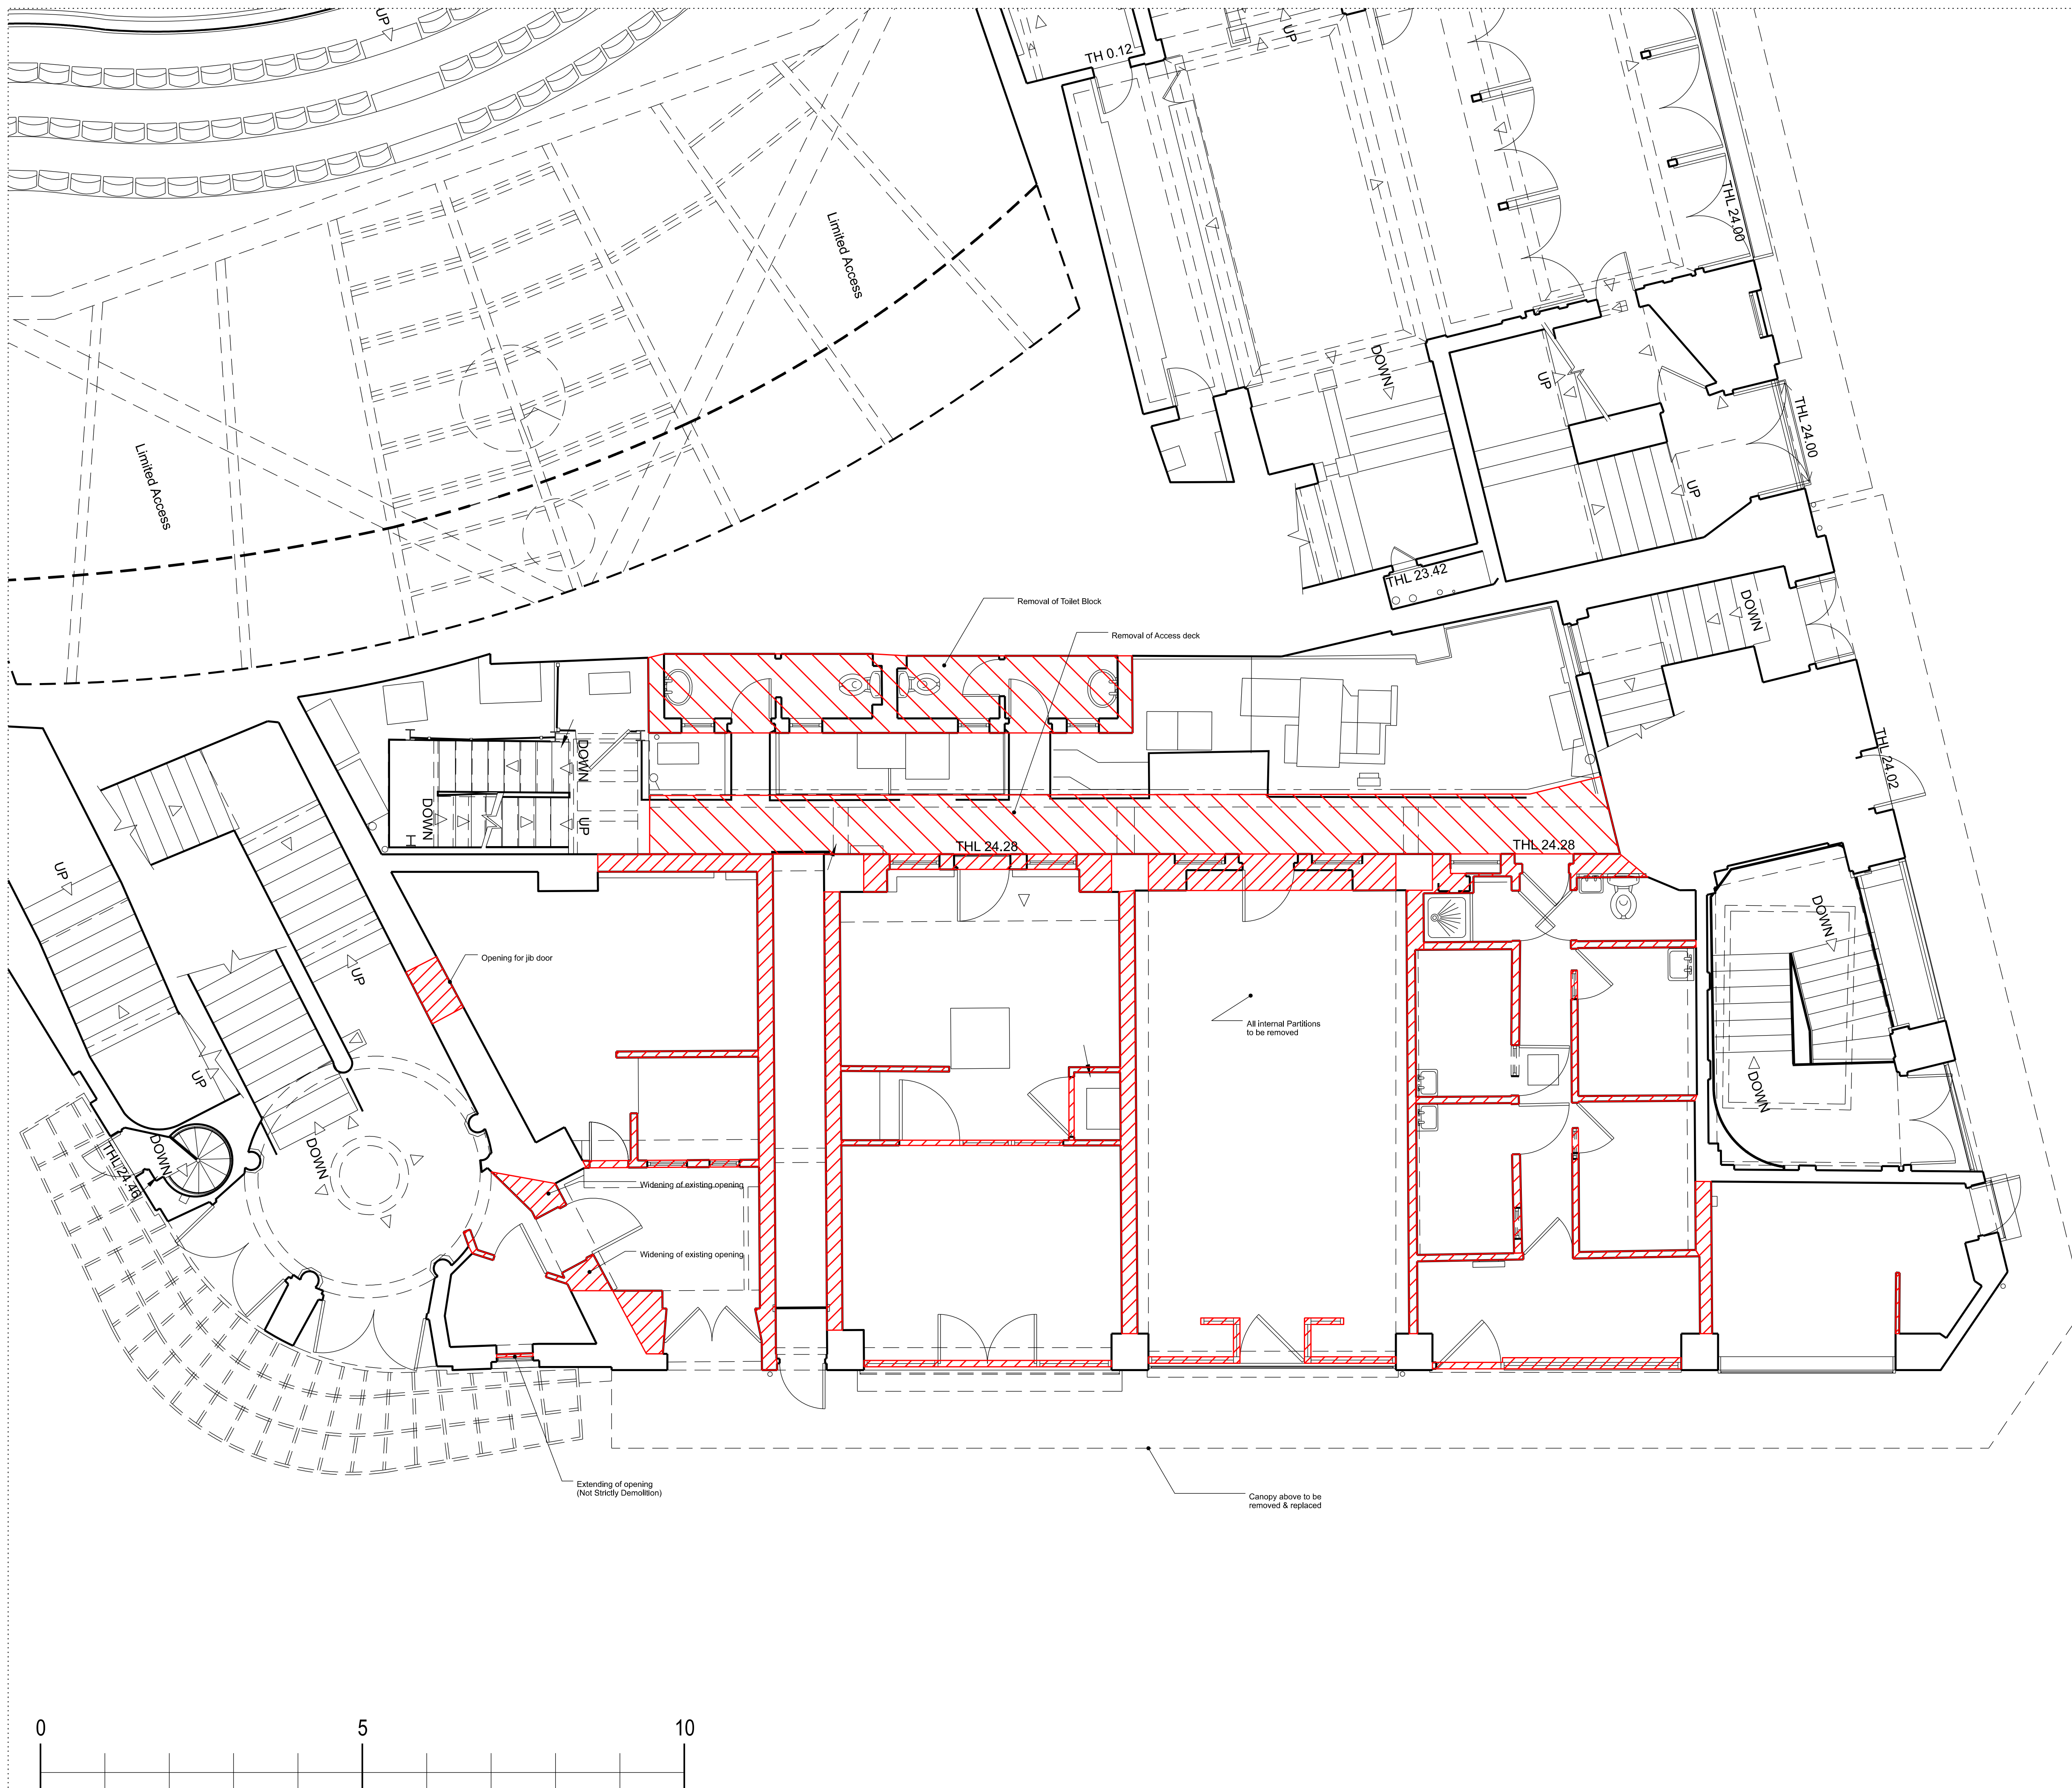 UP
UP
TH 0.12
Limited Access
THL 24.00
Limited Access
DOWN
UP
THL 24.00
UP
THL 23.42
DOWN
Removal of Toilet Block
Removal of Access deck
DOWN
DOWN
UP
THL 24.02
THL 24.28
THL 24.28
UP
DOWN
Opening for jib door
UP
All internal Partitions
to be removed
UP
DOWN
DOWN
DOWN
THL 24.46
Widening of existing opening
Widening of existing opening
Extending of opening
(Not Strictly Demolition)
Canopy above to be
removed & replaced
0 5 10